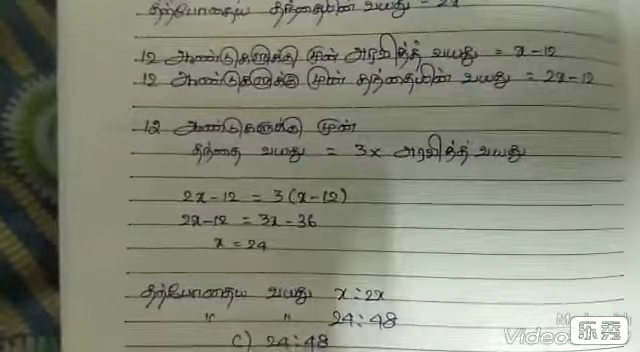 தற்போதைய தந்தையின் வயது = 2x
12 ஆண்டுகளுக்கு முன் அரவிந்த் வயது = x - 12
12 ஆண்டுகளுக்கு முன் தந்தையின் வயது = 2x - 12
12 ஆண்டுகளுக்கு முன்
தந்தை வயது = 3x அரவிந்த் வயது
2x - 12 = 3 (x - 12)
2x - 12 = 3x - 36
x = 24
தற்போதைய வயது x : 2x
" " 24 : 48
C) 24 : 48
Video
乐秀